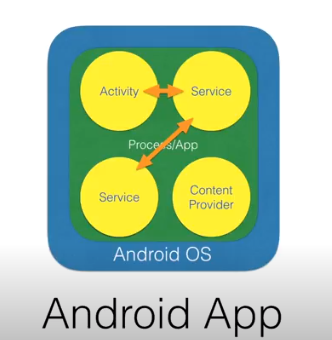 Activity
Service
Process/App
Service
Content
Provider
Android OS
Android App